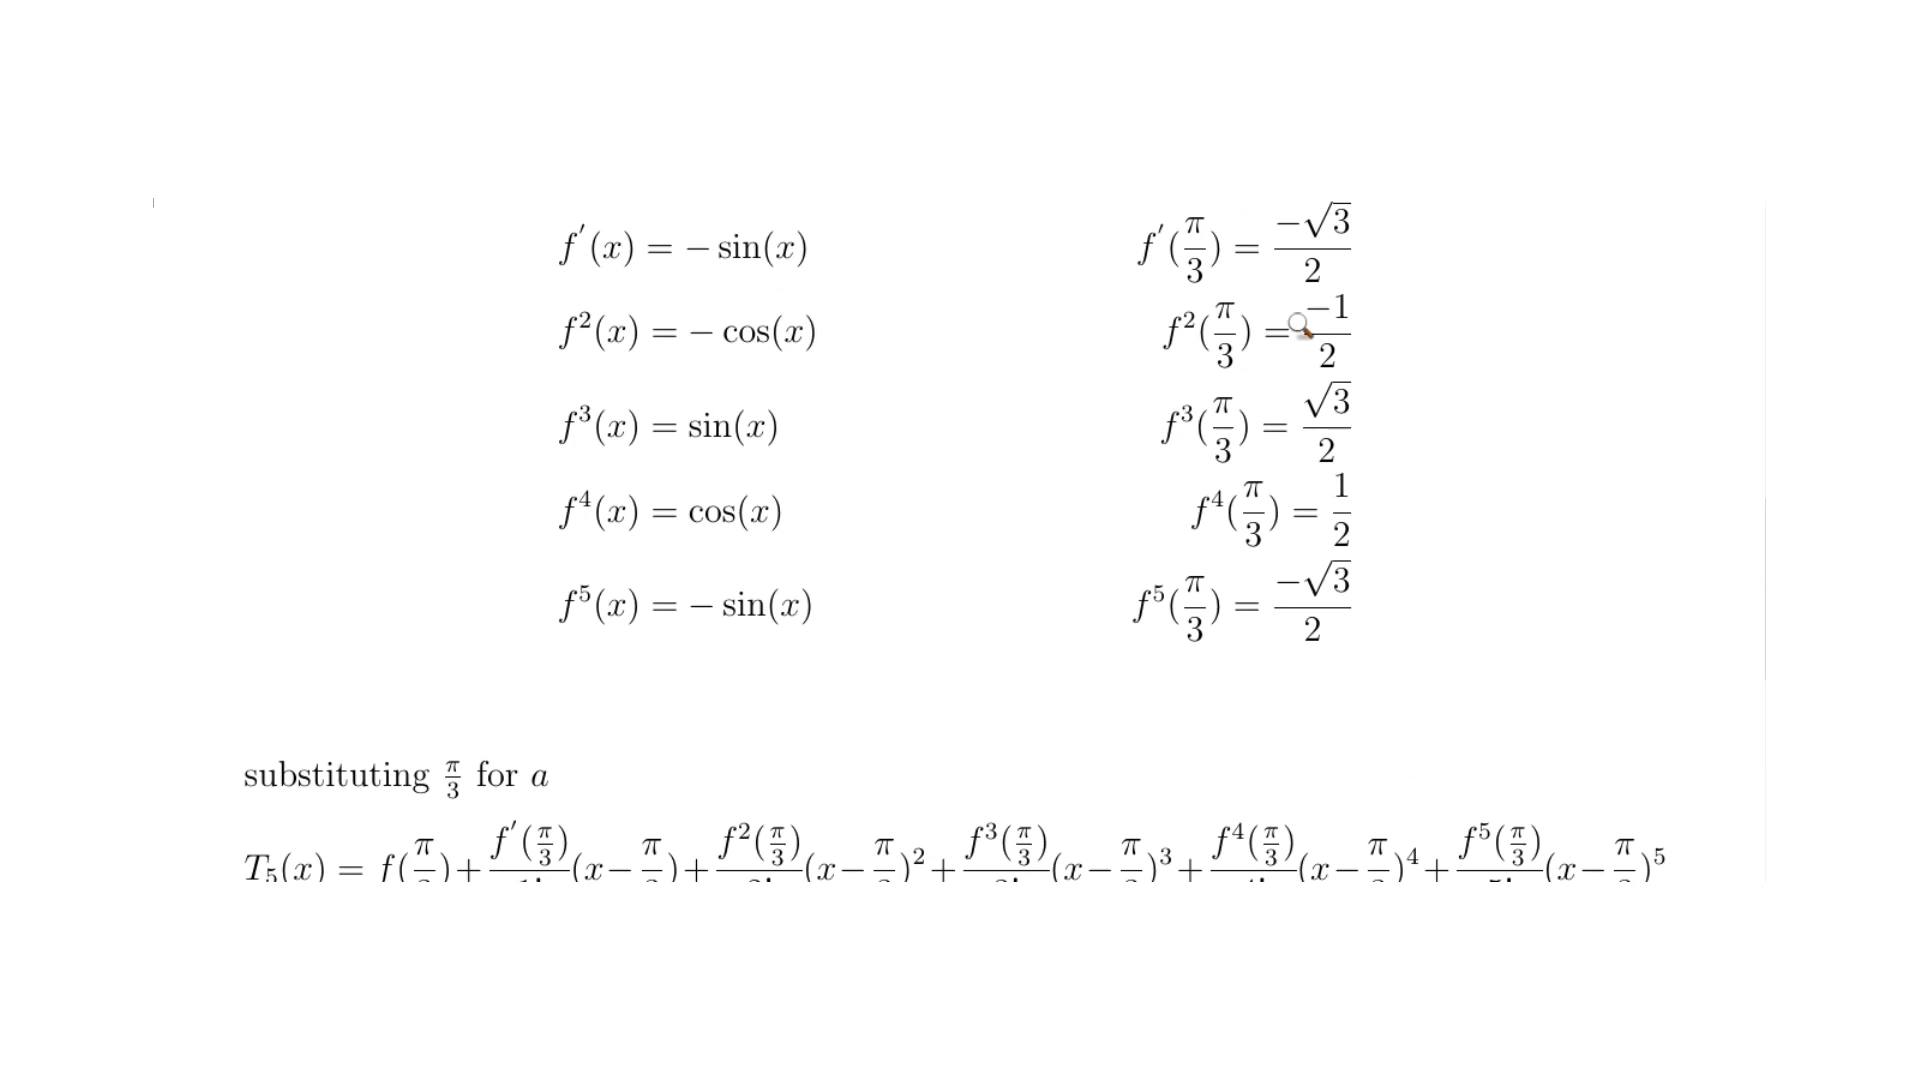 f′(x) = − sin(x) f′(π/3) = −√3/2
f²(x) = − cos(x) f²(π/3) = −1/2
f³(x) = sin(x) f³(π/3) = √3/2
f⁴(x) = cos(x) f⁴(π/3) = 1/2
f⁵(x) = − sin(x) f⁵(π/3) = −√3/2
substituting π/3 for a